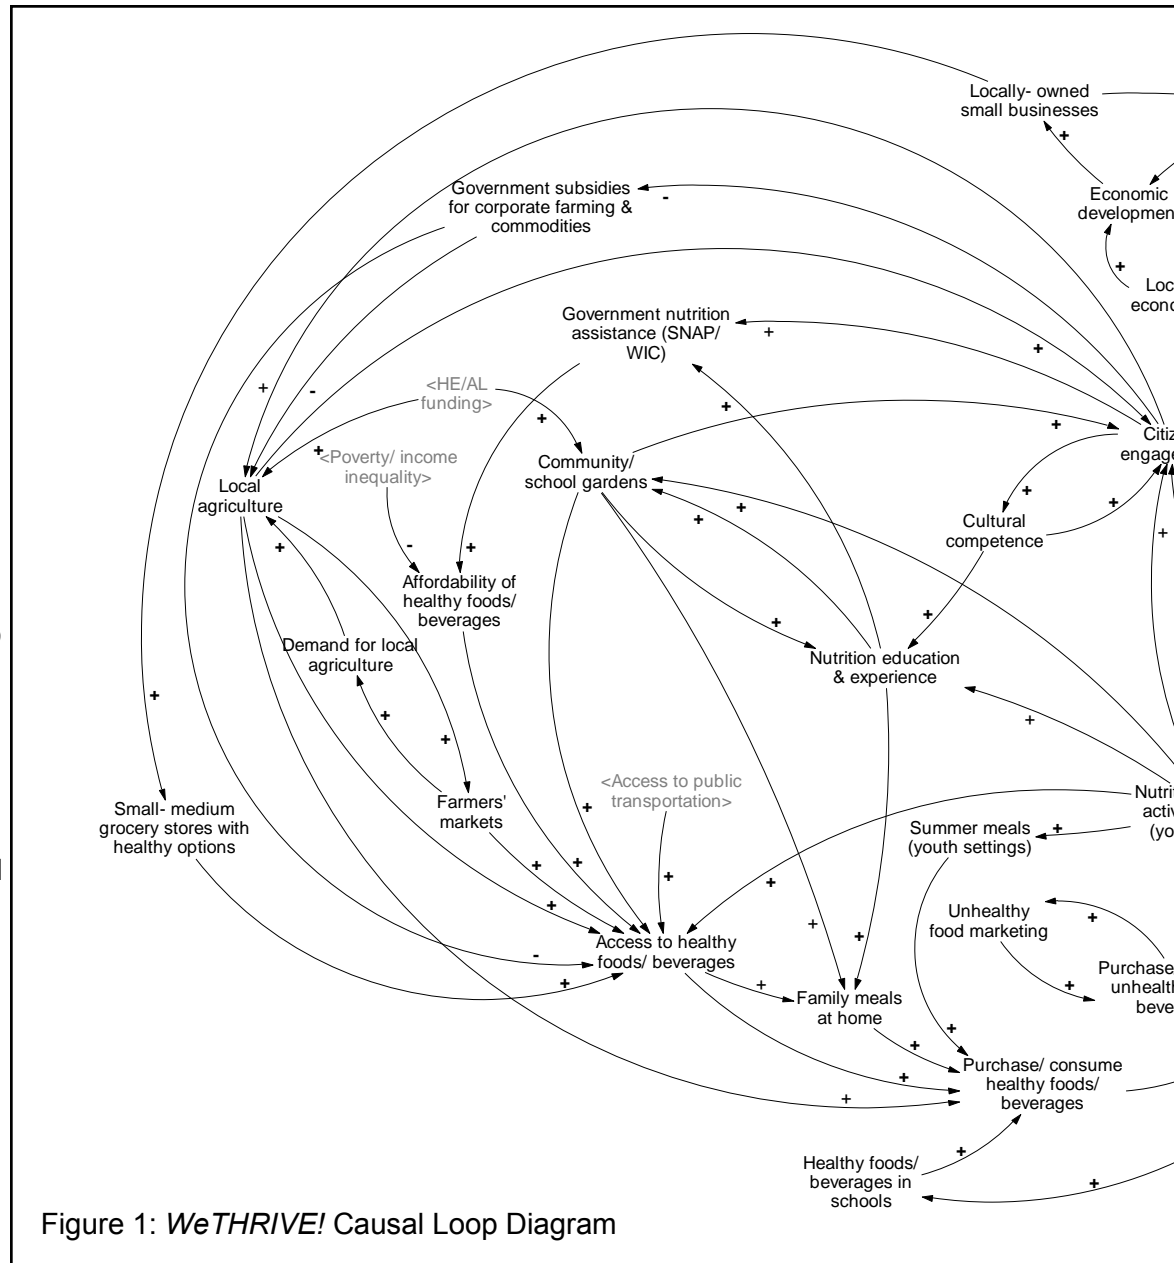 Locally- owned
small businesses
Economic
development
Government subsidies
for corporate farming &
commodities
Government nutrition
assistance (SNAP/
WIC)
<HE/AL
funding>
<Poverty/ income
inequality>
Local
agriculture
Community/
school gardens
Cultural
competence
Affordability of
healthy foods/
beverages
Demand for local
agriculture
Nutrition education
& experience
<Access to public
transportation>
Small- medium
grocery stores with
healthy options
Farmers'
markets
Summer meals
(youth settings)
Unhealthy
food marketing
Access to healthy
foods/ beverages
Purchase
Family meals
at home
Purchase/ consume
healthy foods/
beverages
Healthy foods/
beverages in
schools
Figure 1: WeTHRIVE! Causal Loop Diagram